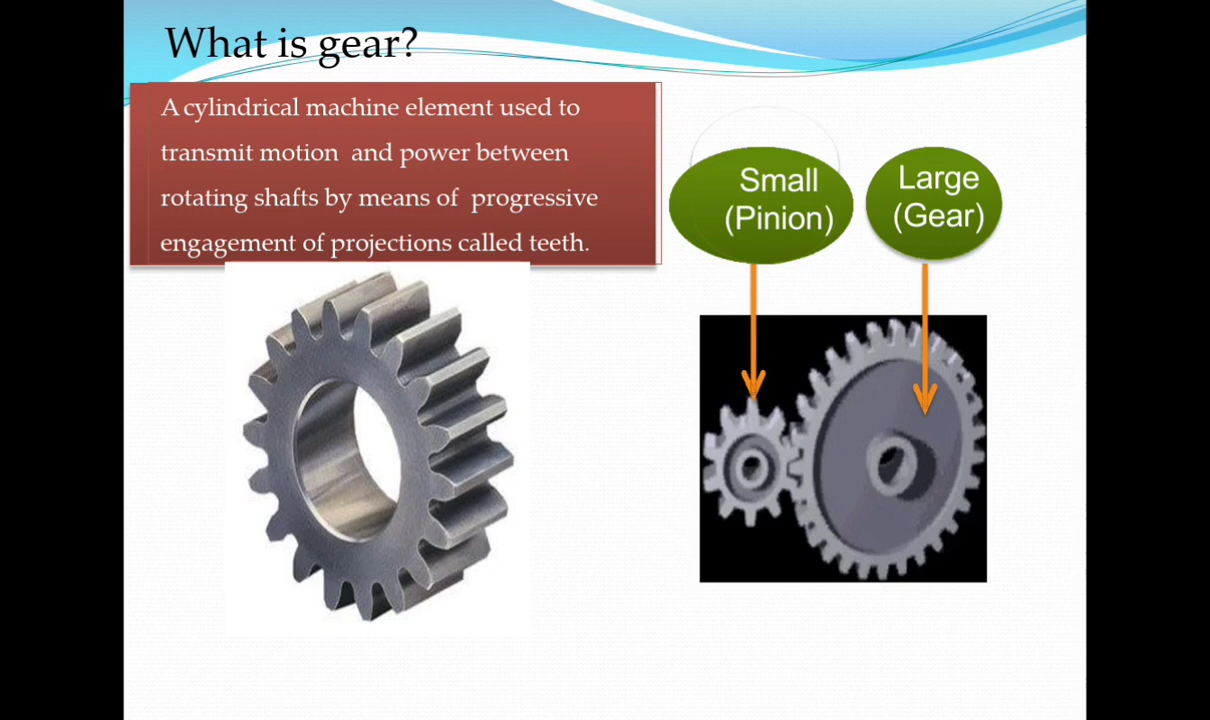 What is gear?
A cylindrical machine element used to
transmit motion and power between
rotating shafts by means of progressive
engagement of projections called teeth.
Small
(Pinion)
Large
(Gear)